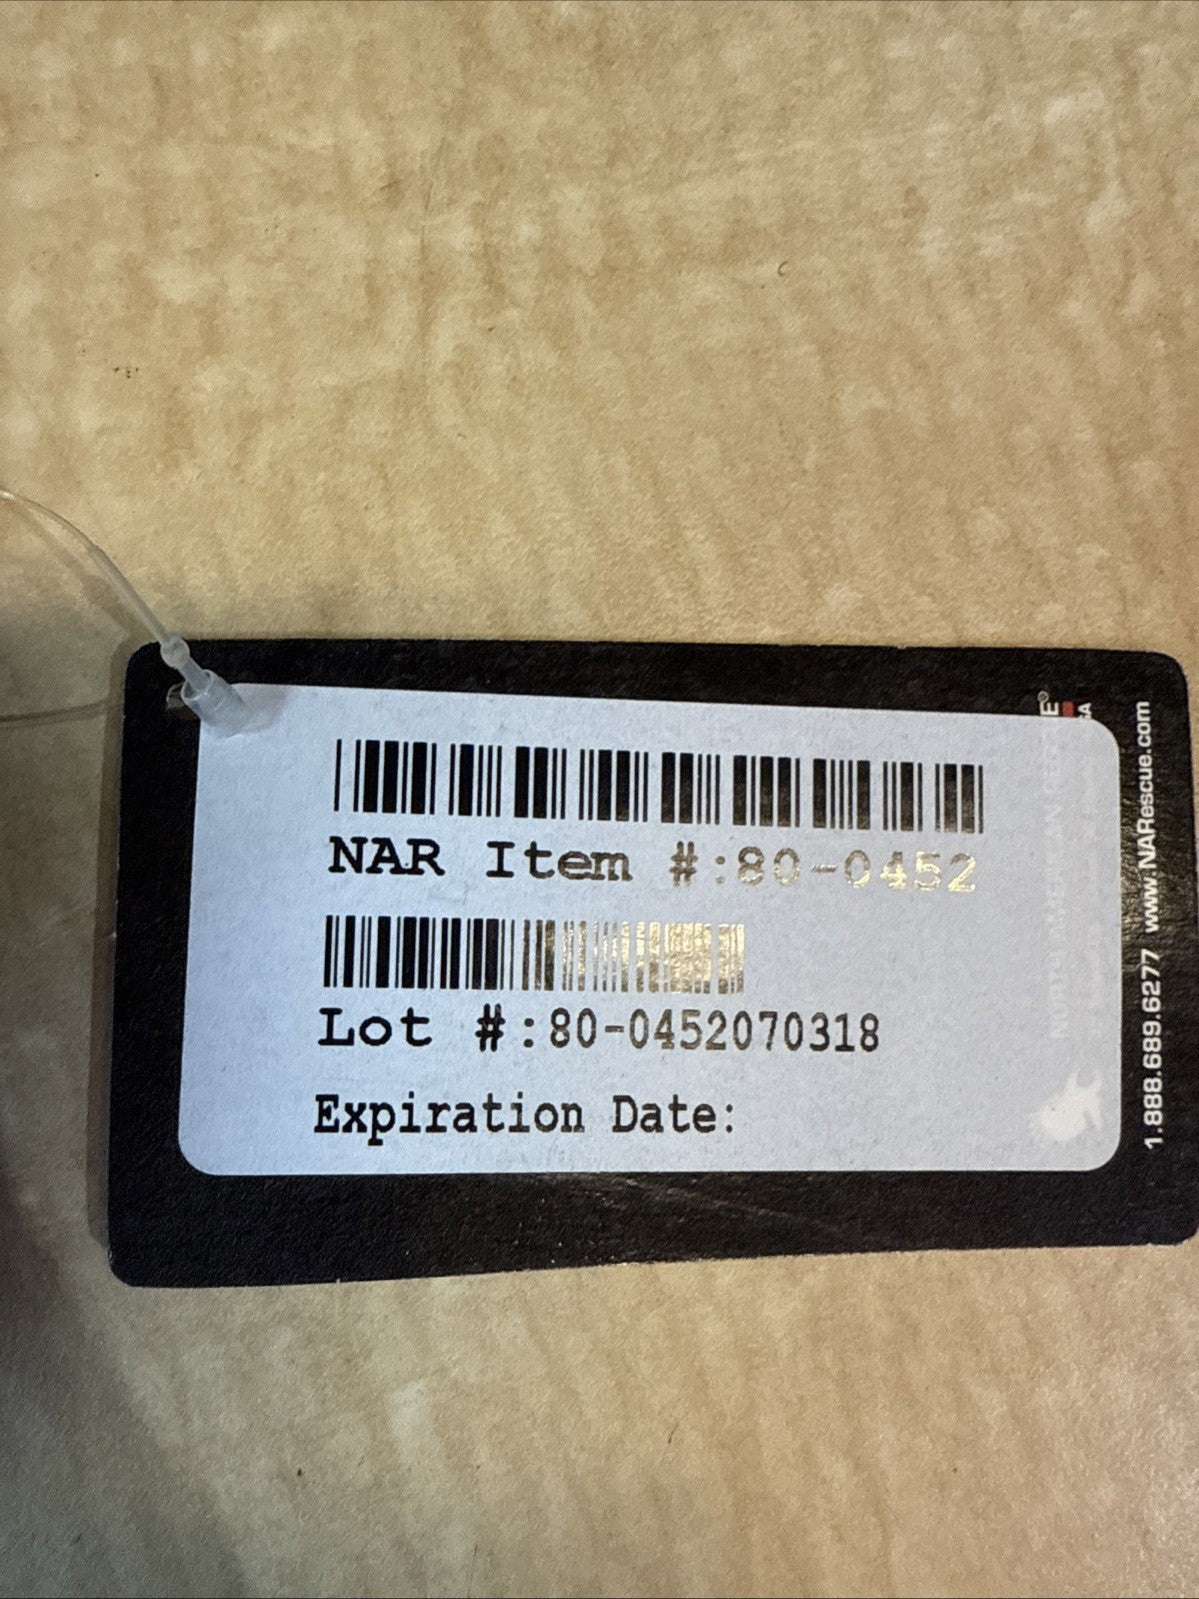 NAR Item #:80-0452
Lot #:80-0452070318
Expiration Date:
1.888.689.6277 www.NARescue.com